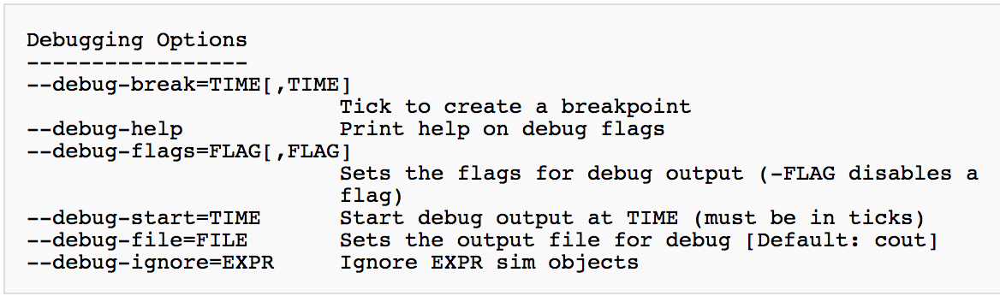 Debugging Options
-----------------
--debug-break=TIME[,TIME]
Tick to create a breakpoint
--debug-help            Print help on debug flags
--debug-flags=FLAG[,FLAG]
Sets the flags for debug output (-FLAG disables a
flag)
--debug-start=TIME      Start debug output at TIME (must be in ticks)
--debug-file=FILE       Sets the output file for debug [Default: cout]
--debug-ignore=EXPR     Ignore EXPR sim objects